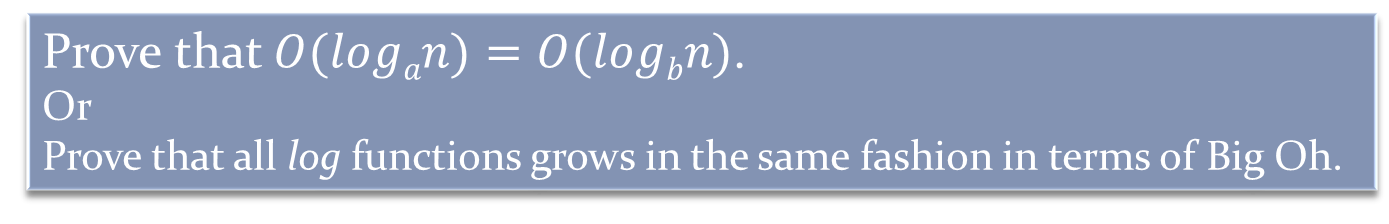 Prove that O(logₐn) = O(log_b n).
Or
Prove that all log functions grows in the same fashion in terms of Big Oh.